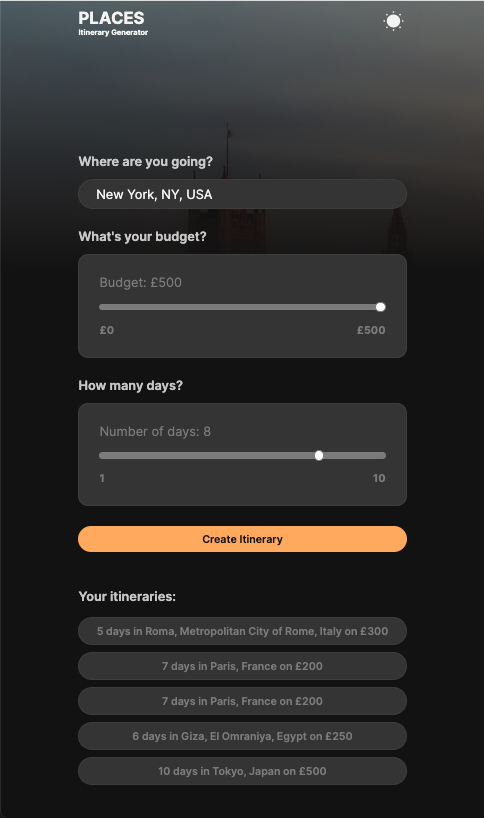 PLACES
Itinerary Generator
Where are you going?
New York, NY, USA
What's your budget?
Budget: £500
£0 £500
How many days?
Number of days: 8
1 10
Create Itinerary
Your itineraries:
5 days in Roma, Metropolitan City of Rome, Italy on £300
7 days in Paris, France on £200
7 days in Paris, France on £200
6 days in Giza, El Omraniya, Egypt on £250
10 days in Tokyo, Japan on £500